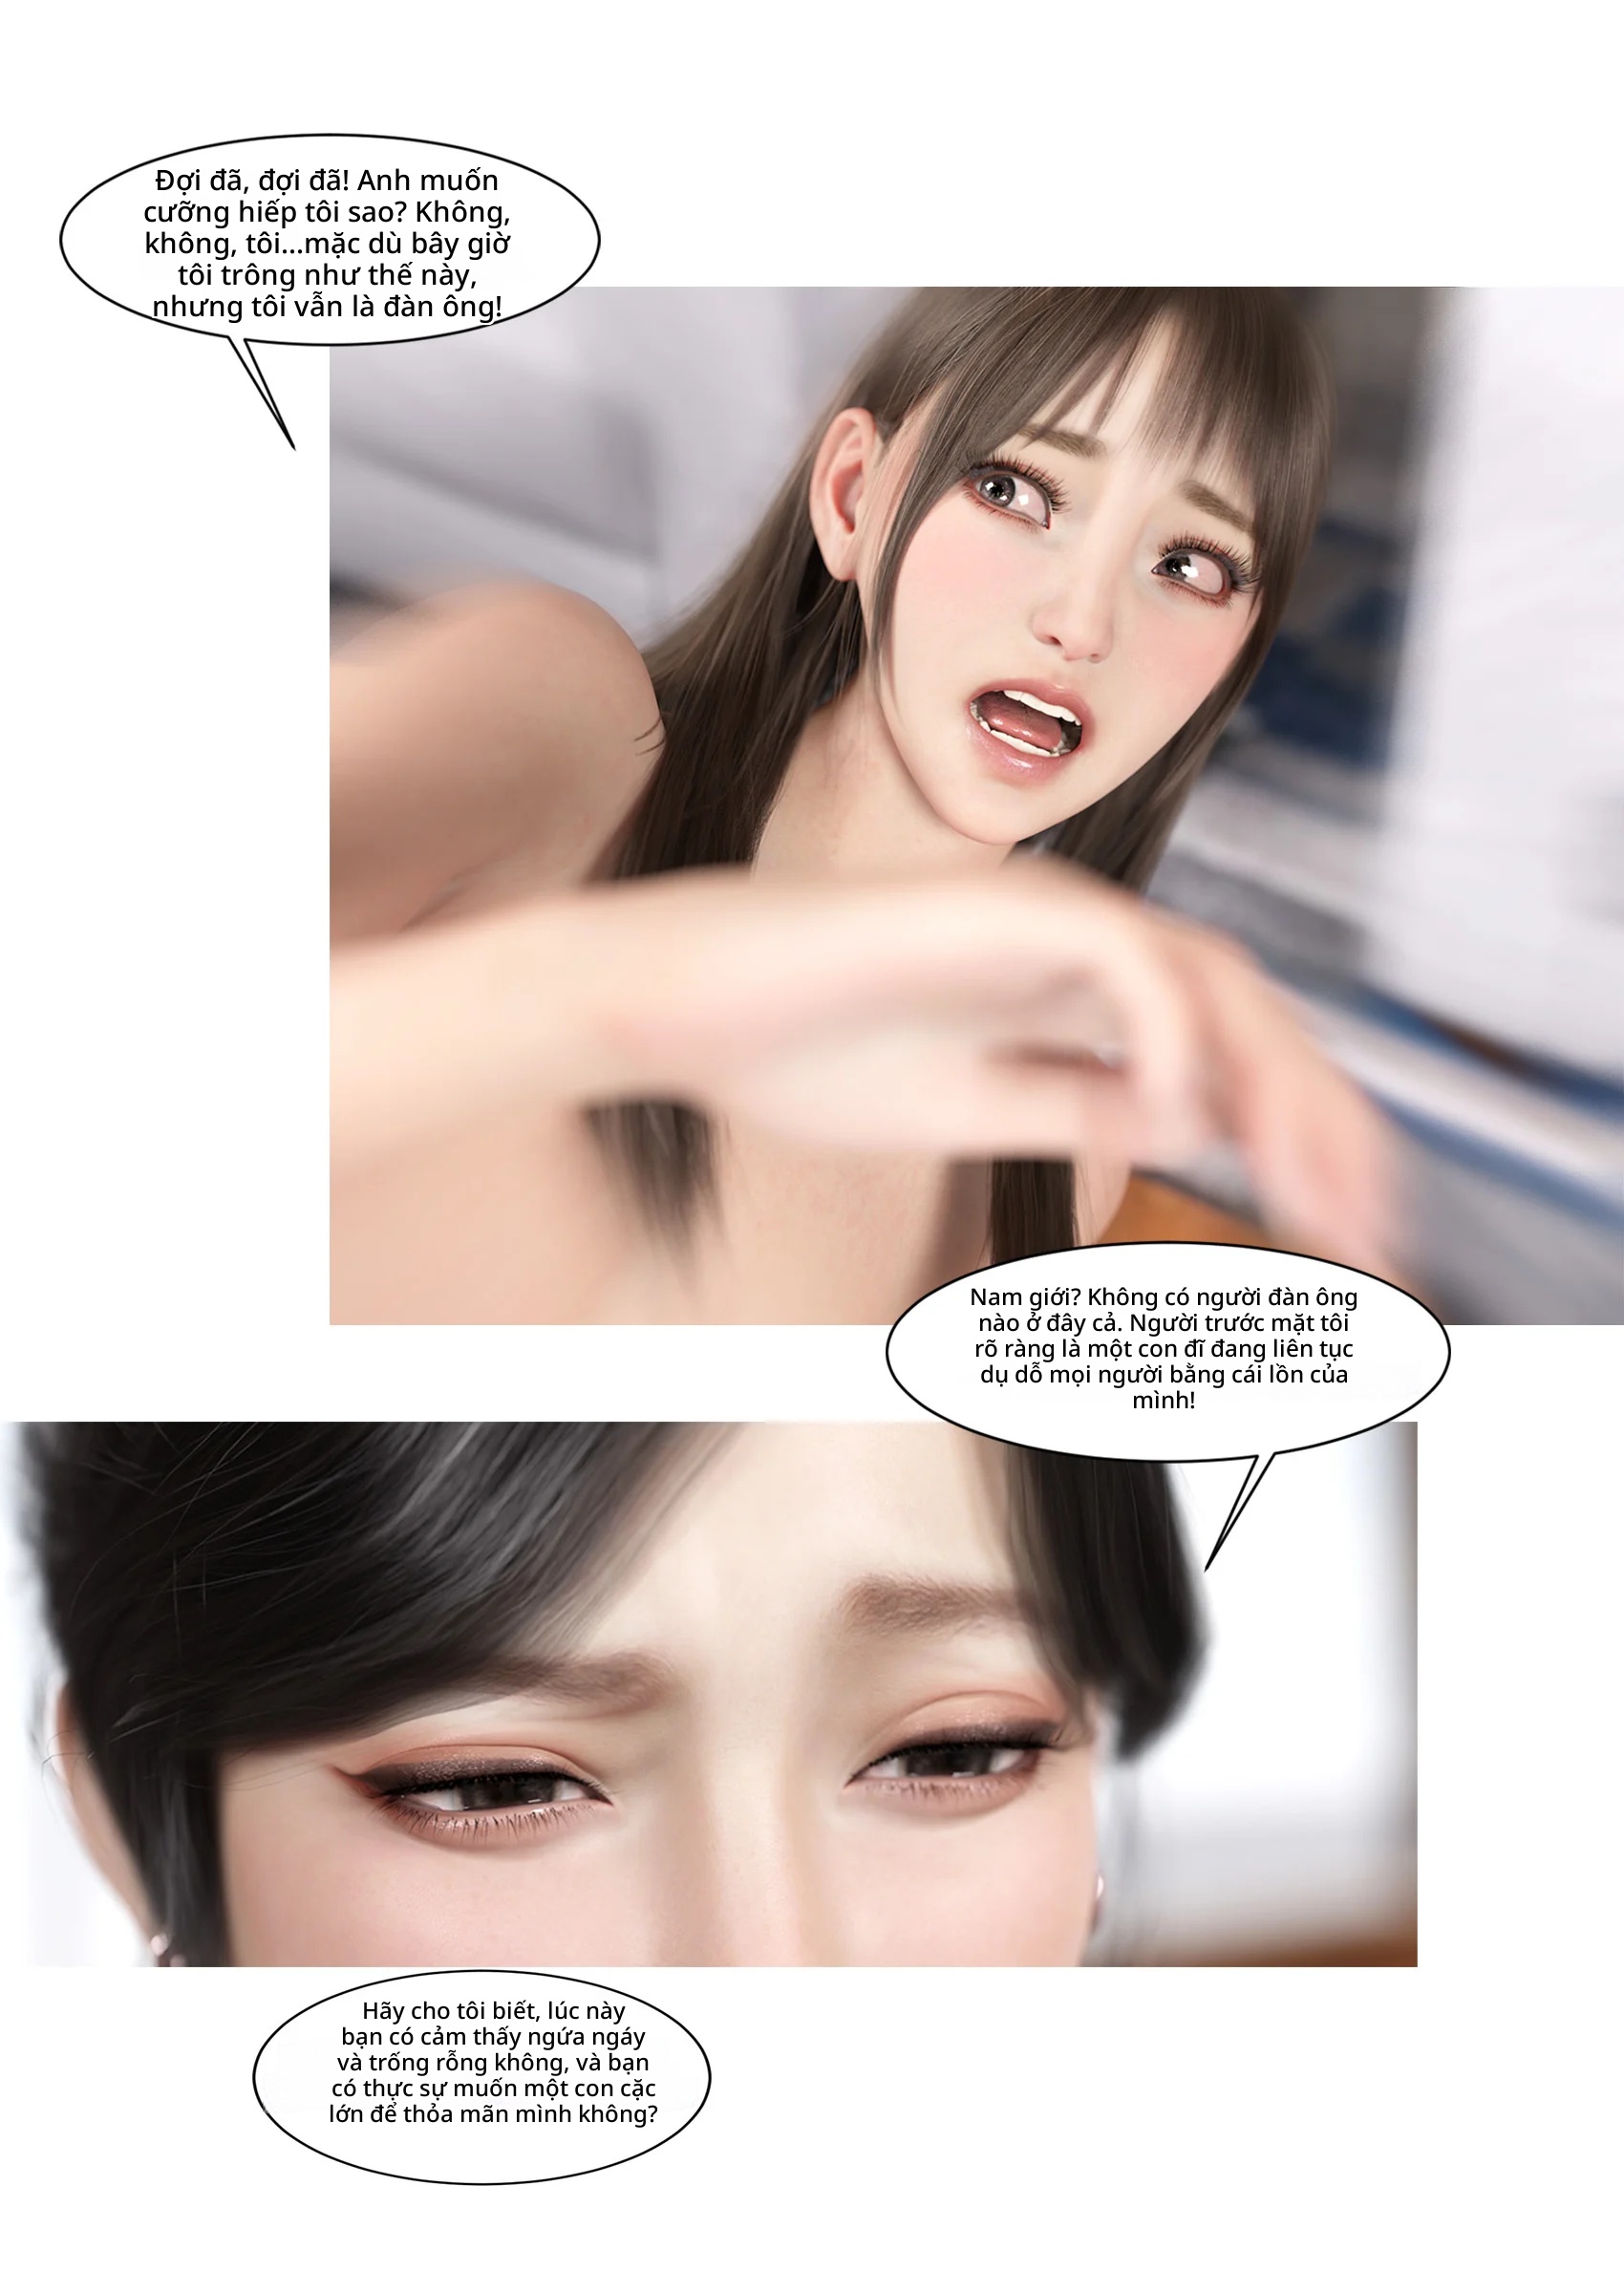 Đợi đã, đợi đã! Anh muốn
cưỡng hiếp tôi sao? Không,
không, tôi...mặc dù bây giờ
tôi trông như thế này,
nhưng tôi vẫn là đàn ông!
Nam giới? Không có người đàn ông
nào ở đây cả. Người trước mặt tôi
rõ ràng là một con đĩ đang liên tục
dụ dỗ mọi người bằng cái lồn của
mình!
Hãy cho tôi biết, lúc này
bạn có cảm thấy ngứa ngáy
và trống rỗng không, và bạn
có thực sự muốn một con cặc
lớn để thỏa mãn mình không?